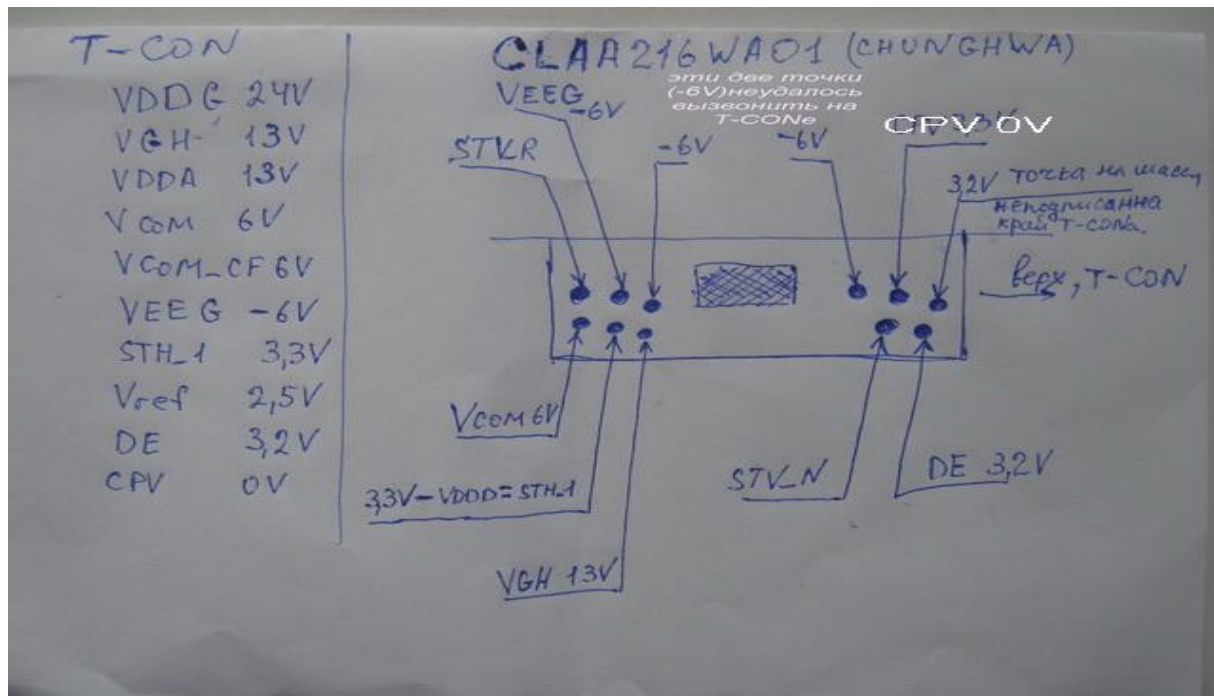 T-CON
VDDG 24V
VGH- 13V
VDDA 13V
VCOM 6V
VCOM_CF 6V
VEEG -6V
STH_1 3,3V
Vref 2,5V
DE 3,2V
CPV 0V
CLAA216WA01 (CHUNGHWA)
эти две точки
(-6V)неудалось
вызвонить на
T-CONе
VEEG
-6V
STV_R
-6V
-6V
CPV 0V
3,2V точка на шасси
неподписанна
край T-CONа.
верх, T-CON
VCOM 6V
3,3V-VDDD=STH_1
VGH 13V
STV_N
DE 3,2V